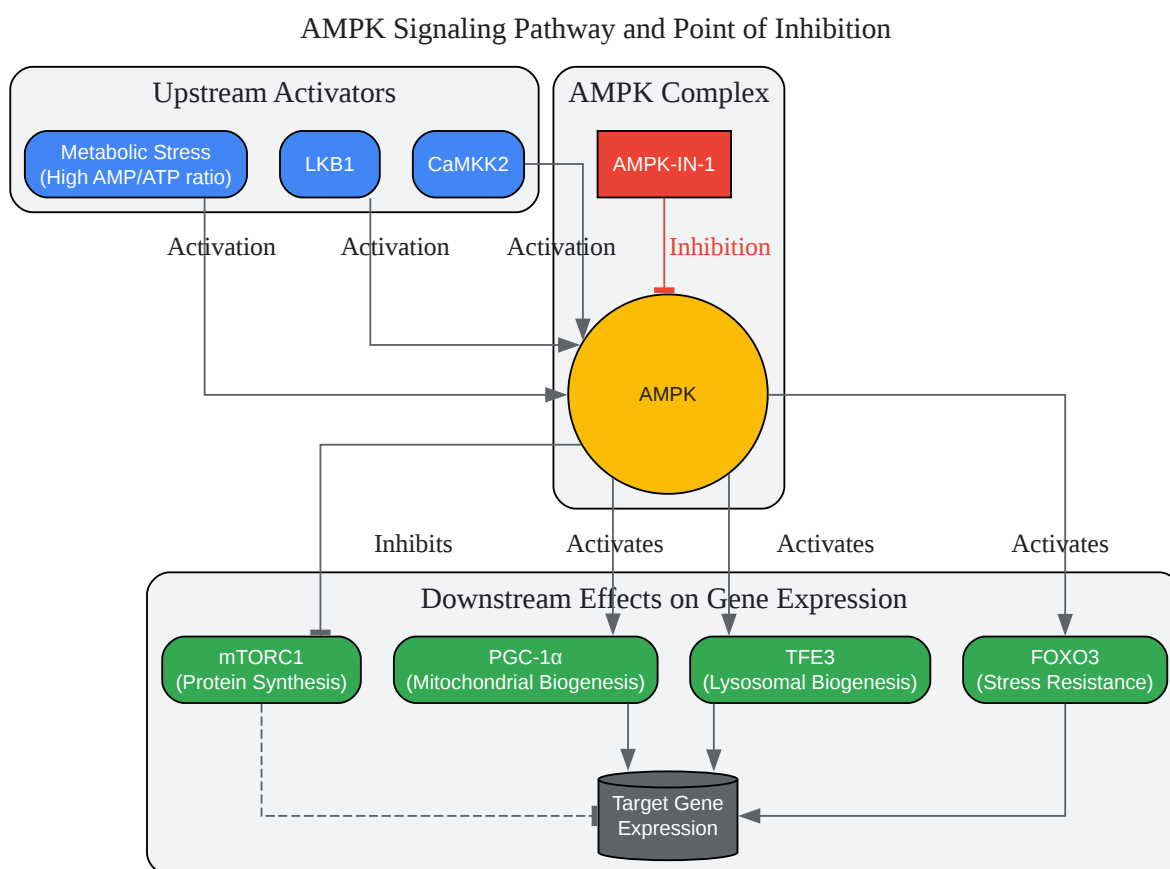 AMPK Signaling Pathway and Point of Inhibition
Upstream Activators
AMPK Complex
Metabolic Stress
(High AMP/ATP ratio)
LKB1
CaMKK2
AMPK-IN-1
Activation
Activation
Activation
Inhibition
AMPK
Inhibits
Activates
Activates
Activates
Downstream Effects on Gene Expression
mTORC1
(Protein Synthesis)
PGC-1α
(Mitochondrial Biogenesis)
TFE3
(Lysosomal Biogenesis)
FOXO3
(Stress Resistance)
Target Gene
Expression